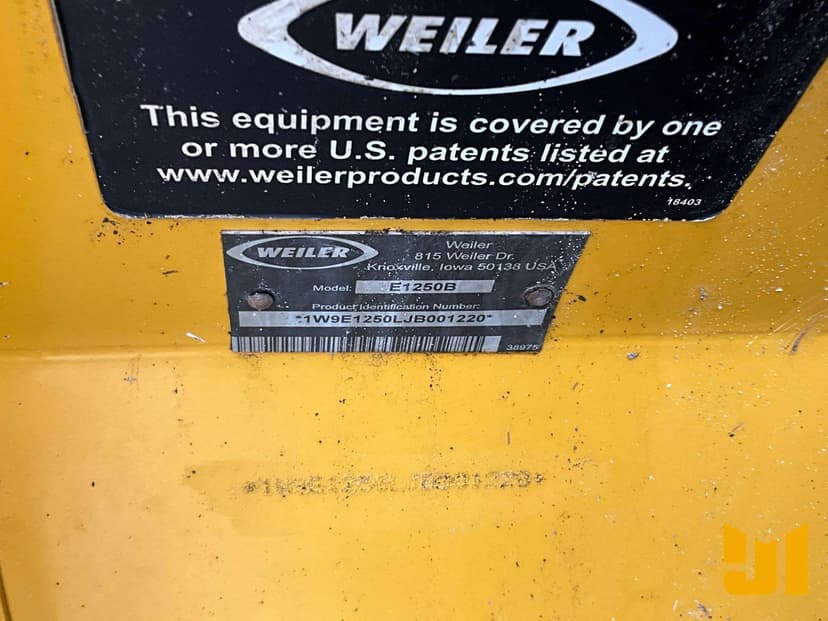 WEILER
This equipment is covered by one
or more U.S. patents listed at
www.weilerproducts.com/patents.
18403
WEILER
Weiler
815 Weiler Dr.
Knoxville, Iowa 50138 USA
Model: E1250B
Product Identification Number:
*1W9E1250LJB001220*
38975
*1W9E1250LJB001220*